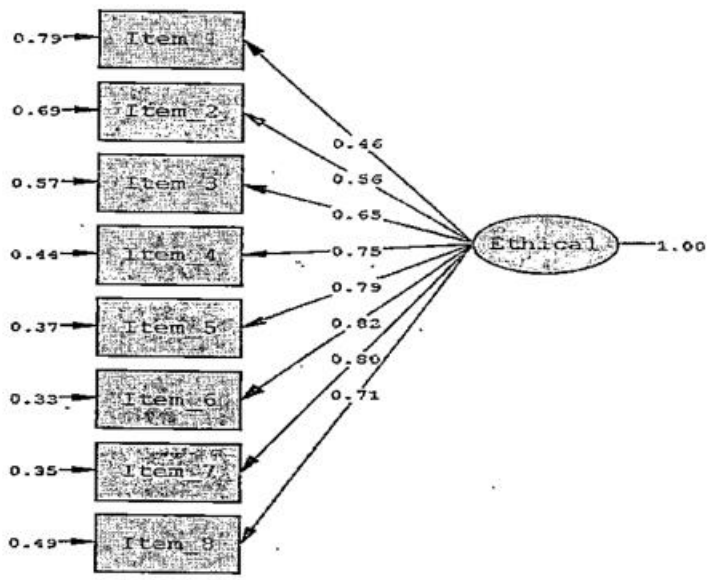 0.79 Item_1
0.69 Item_2
0.46
0.56
0.57 Item_3
0.65
0.44 Item_4 0.75 Ethical 1.00
0.79
0.37 Item_5 0.82
0.80
0.33 Item_6 0.71
0.35 Item_7
0.49 Item_8